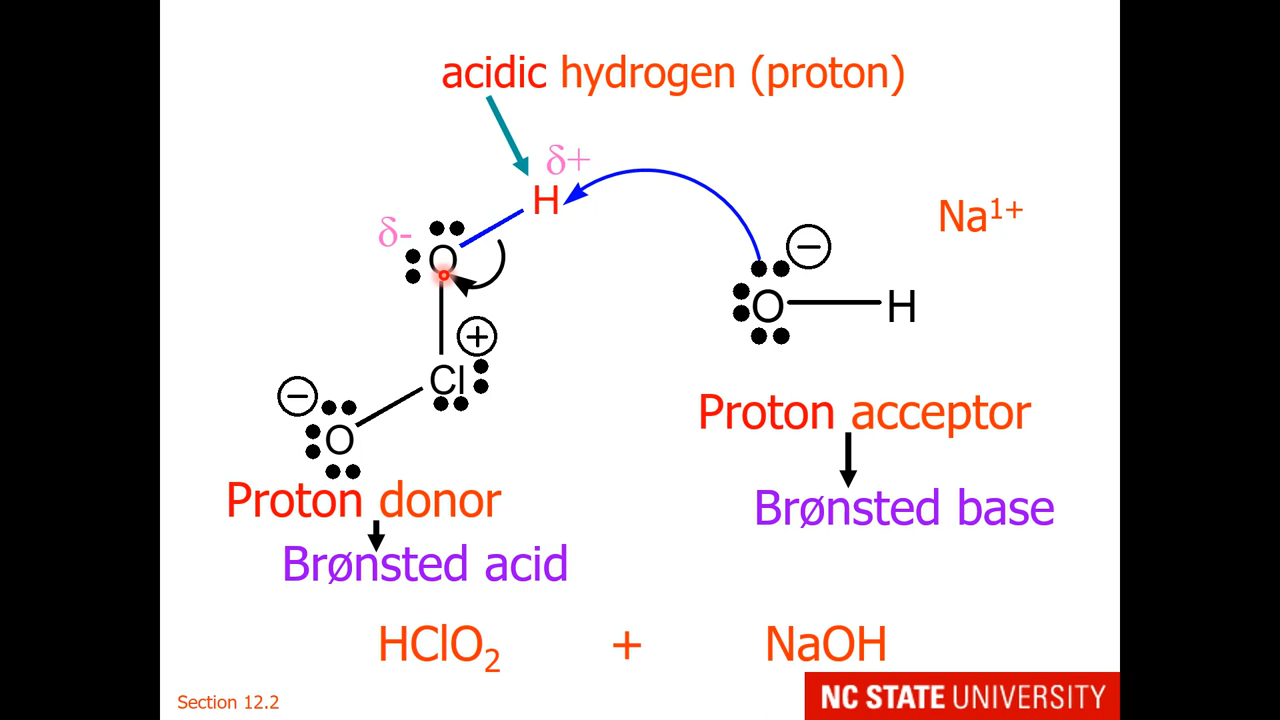 acidic hydrogen (proton)
δ+
H
Na¹⁺
δ-
O
−
O
H
+
Cl
−
O
Proton acceptor
Proton donor
Brønsted base
Brønsted acid
HClO₂ + NaOH
Section 12.2
NC STATE UNIVERSITY